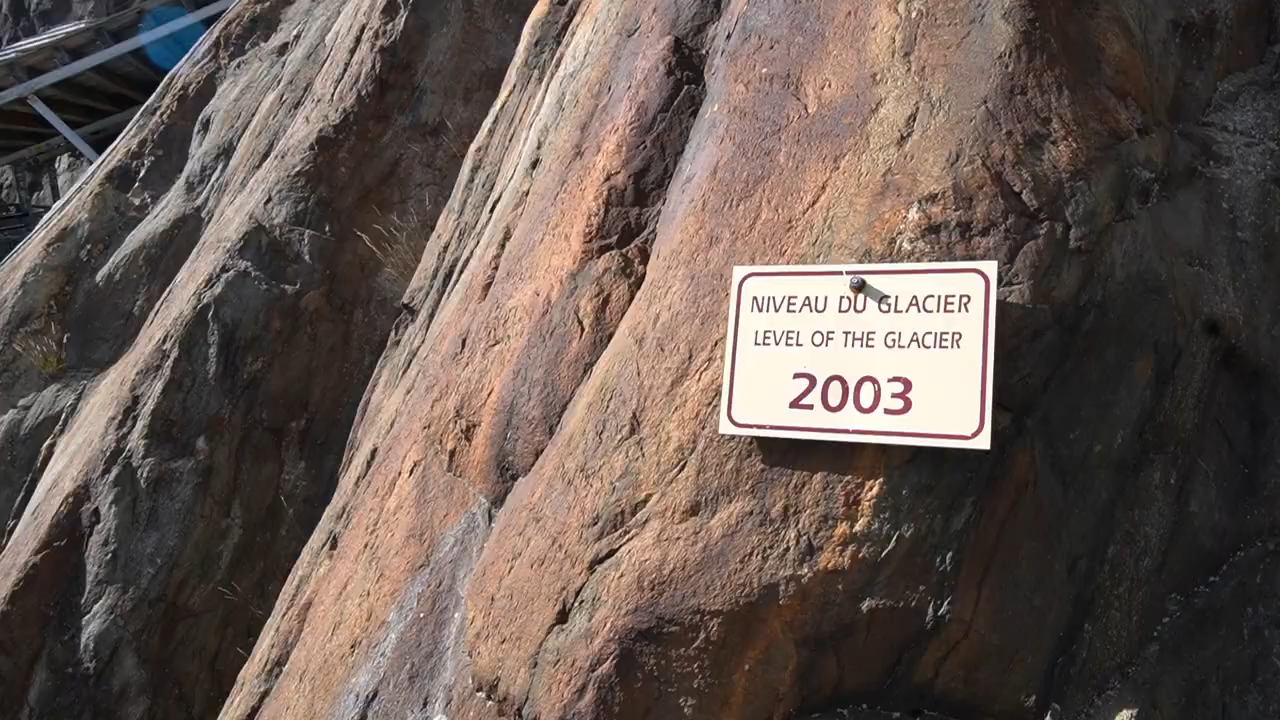 NIVEAU DU GLACIER
LEVEL OF THE GLACIER
2003